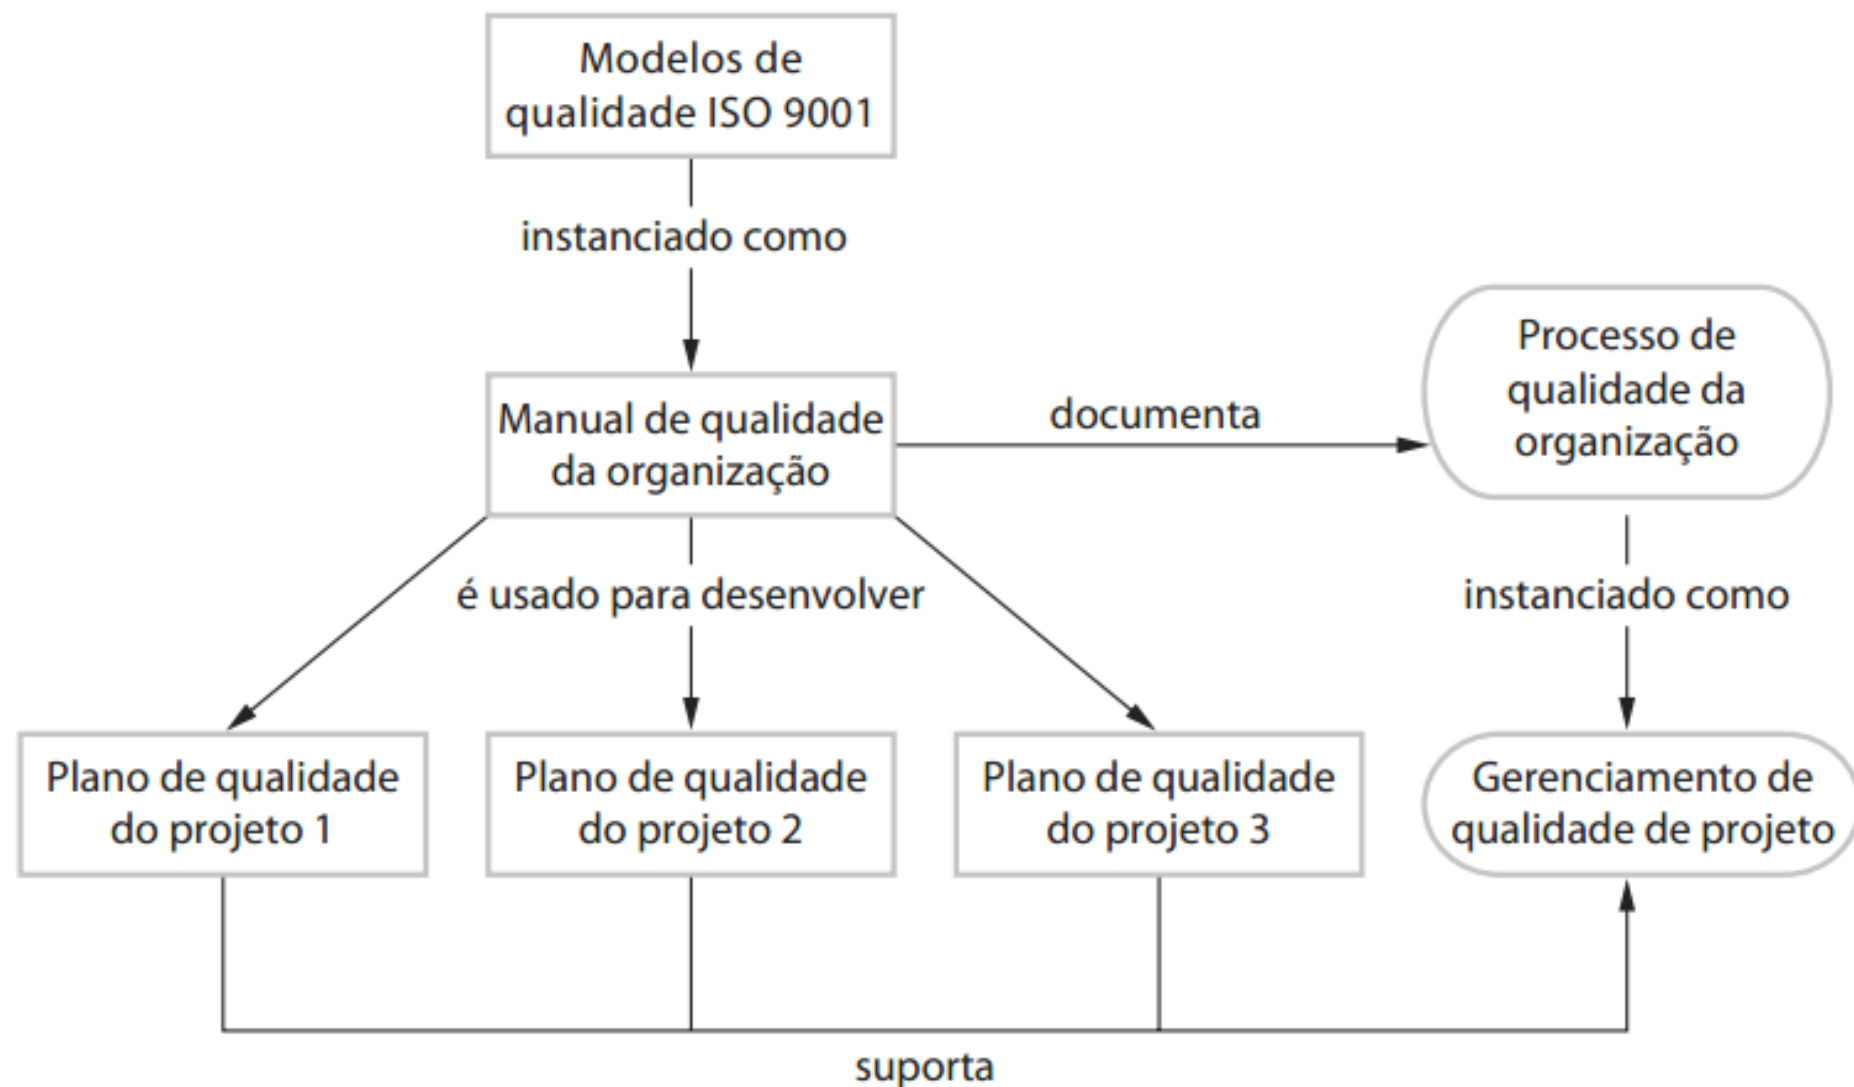 Modelos de
qualidade ISO 9001
instanciado como
Manual de qualidade
da organização
documenta
Processo de
qualidade da
organização
é usado para desenvolver
instanciado como
Plano de qualidade
do projeto 1
Plano de qualidade
do projeto 2
Plano de qualidade
do projeto 3
Gerenciamento de
qualidade de projeto
suporta